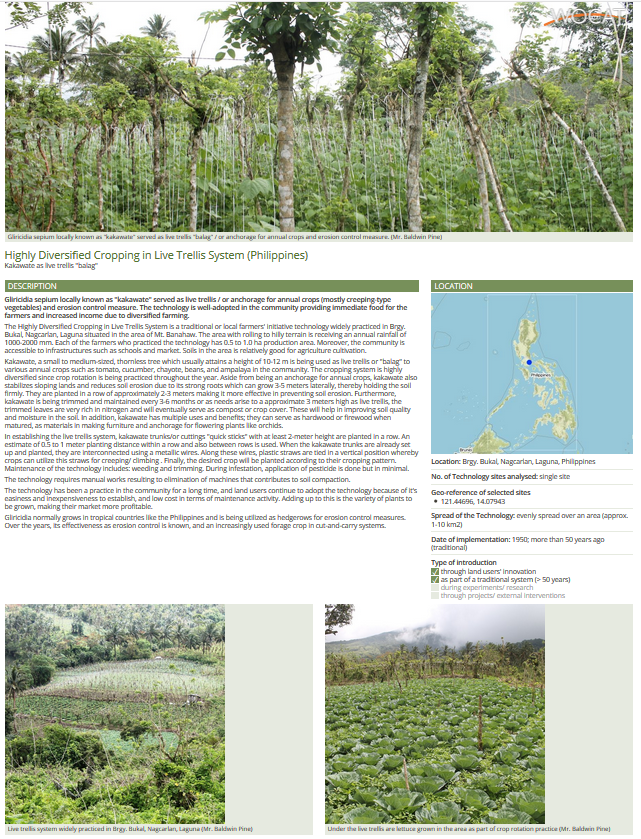 WOCAT
Gliricidia sepium locally known as "kakawate" served as live trellis "balag" / or anchorage for annual crops and erosion control measure. (Mr. Baldwin Pine)
Highly Diversified Cropping in Live Trellis System (Philippines)
Kakawate as live trellis "balag"
DESCRIPTION
Gliricidia sepium locally known as "kakawate" served as live trellis / or anchorage for annual crops (mostly creeping-type
vegetables) and erosion control measure. The technology is well-adopted in the community providing immediate food for the
farmers and increased income due to diversified farming.
The Highly Diversified Cropping in Live Trellis System is a traditional or local farmers' initiative technology widely practiced in Brgy.
Bukal, Nagcarlan, Laguna situated in the area of Mt. Banahaw. The area with rolling to hilly terrain is receiving an annual rainfall of
1000-2000 mm. Each of the farmers who practiced the technology has 0.5 to 1.0 ha production area. Moreover, the community is
accessible to infrastructures such as schools and market. Soils in the area is relatively good for agriculture cultivation.
Kakawate, a small to medium-sized, thornless tree which usually attains a height of 10-12 m is being used as live trellis or "balag" to
various annual crops such as tomato, cucumber, chayote, beans, and ampalaya in the community. The cropping system is highly
diversified since crop rotation is being practiced throughout the year. Aside from being an anchorage for annual crops, kakawate also
stabilizes sloping lands and reduces soil erosion due to its strong roots which can grow 3-5 meters laterally, thereby holding the soil
firmly. They are planted in a row of approximately 2-3 meters making it more effective in preventing soil erosion. Furthermore,
kakawate is being trimmed and maintained every 3-6 months or as needs arise to a approximate 3 meters high as live trellis, the
trimmed leaves are very rich in nitrogen and will eventually serve as compost or crop cover. These will help in improving soil quality
and moisture in the soil. In addition, kakawate has multiple uses and benefits; they can serve as hardwood or firewood when
matured, as materials in making furniture and anchorage for flowering plants like orchids.
In establishing the live trellis system, kakawate trunks/or cuttings "quick sticks" with at least 2-meter height are planted in a row. An
estimate of 0.5 to 1 meter planting distance within a row and also between rows is used. When the kakawate trunks are already set
up and planted, they are interconnected using a metallic wires. Along these wires, plastic straws are tied in a vertical position whereby
crops can utilize this straws for creeping/ climbing . Finally, the desired crop will be planted according to their cropping pattern.
Maintenance of the technology includes: weeding and trimming. During infestation, application of pesticide is done but in minimal.
The technology requires manual works resulting to elimination of machines that contributes to soil compaction.
The technology has been a practice in the community for a long time, and land users continue to adopt the technology because of it's
easiness and inopensiveness to establish, and low cost in terms of maintenance activity. Adding up to this is the variety of plants to
be grown, making their market more profitable.
Gliricidia normally grows in tropical countries like the Philippines and is being utilized as hedgerows for erosion control measures.
Over the years, its effectiveness as erosion control is known, and an increasingly used forage crop in cut-and-carry systems.
LOCATION
Philippines
Brunei
Location: Brgy. Bukal, Nagcarlan, Laguna, Philippines
No. of Technology sites analysed: single site
Geo-reference of selected sites
• 121.44696, 14.07943
Spread of the Technology: evenly spread over an area (approx.
1-10 km2)
Date of implementation: 1950; more than 50 years ago
(traditional)
Type of introduction
through land users' innovation
as part of a traditional system (> 50 years)
during experiments/ research
through projects/ external interventions
Live trellis system widely practiced in Brgy. Bukal, Nagcarlan, Laguna (Mr. Baldwin Pine)
Under the live trellis are lettuce grown in the area as part of crop rotation practice (Mr. Baldwin Pine)